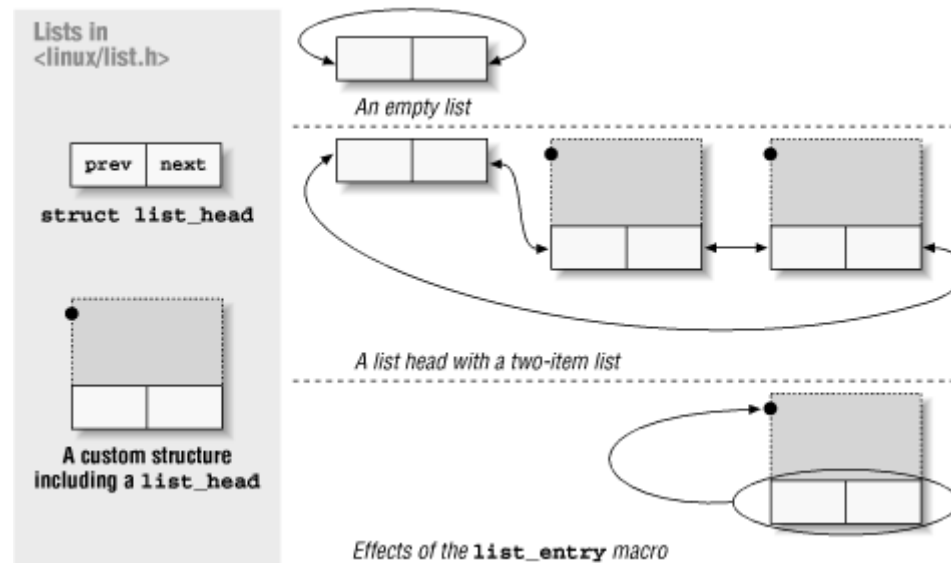 Lists in
<linux/list.h>
prev next
struct list_head
A custom structure
including a list_head
An empty list
A list head with a two-item list
Effects of the list_entry macro